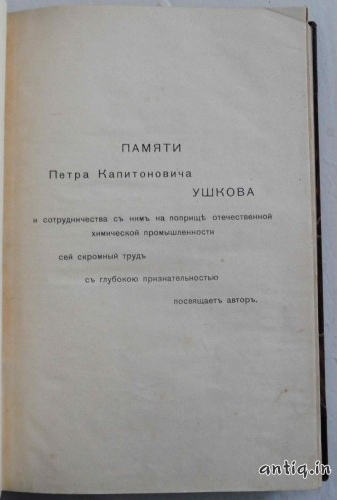 ПАМЯТИ
Петра Капитоновича
УШКОВА
и сотрудничества съ нимъ на поприщѣ отечественной
химической промышленности
сей скромный трудъ
съ глубокою признательностью
посвящаетъ авторъ.
antiq.in